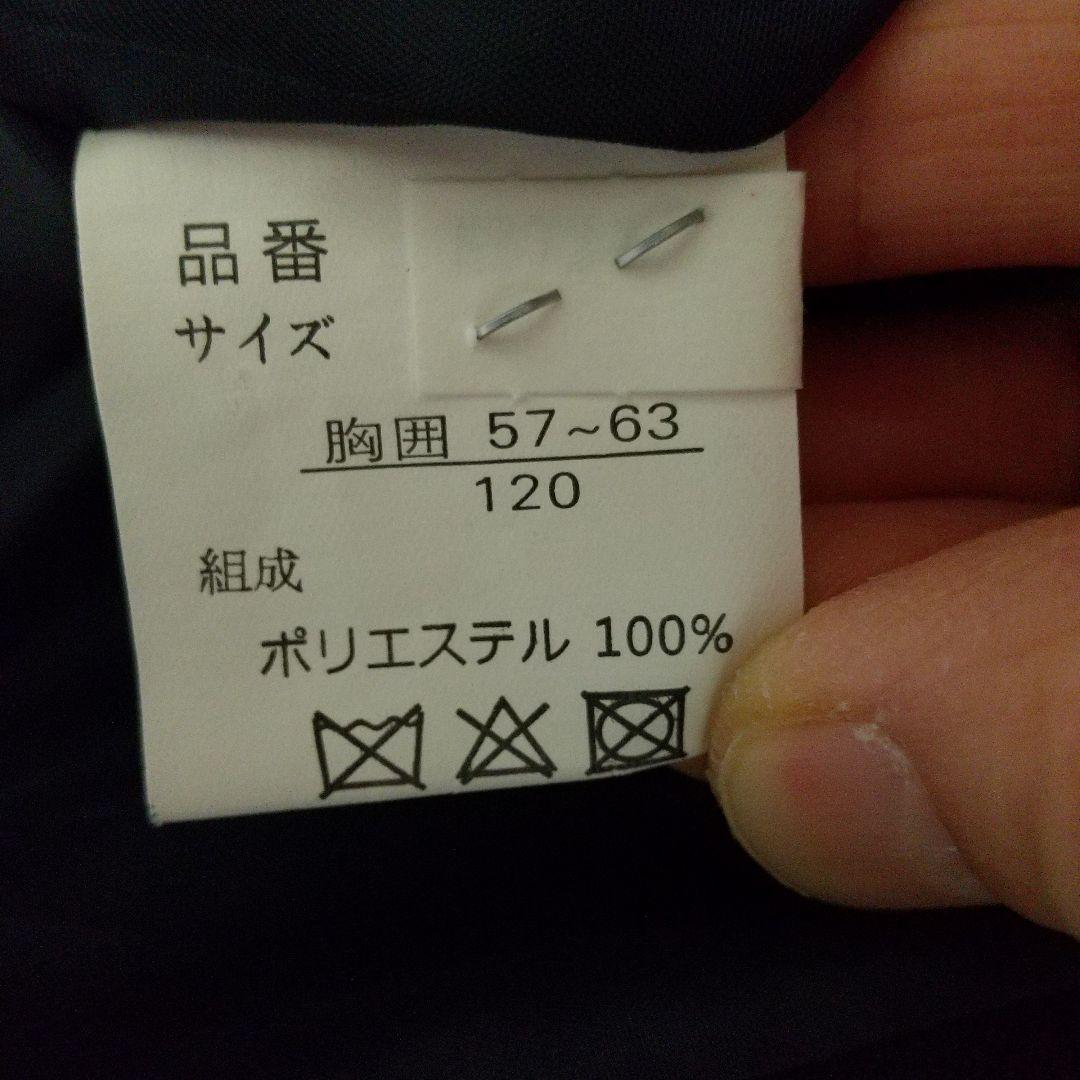 品番
サイズ
胸囲 57~63
120
組成
ポリエステル 100%